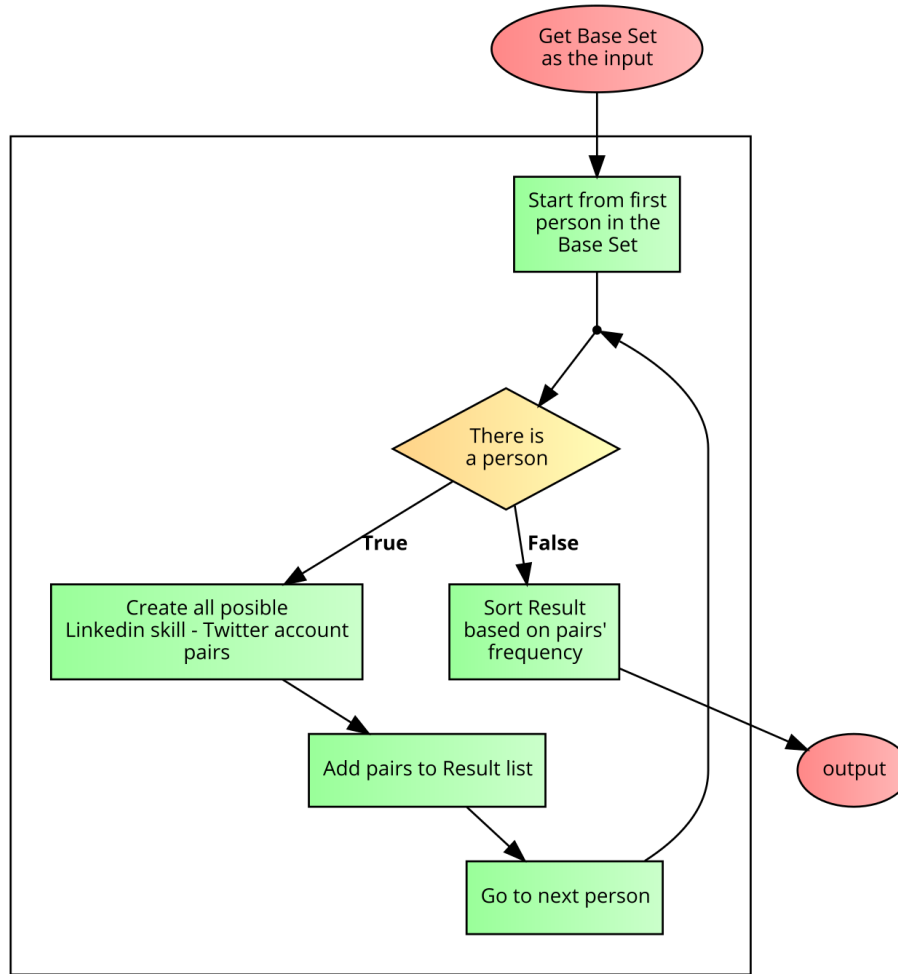 Get Base Set
as the input
Start from first
person in the
Base Set
There is
a person
True
False
Create all posible
Linkedin skill - Twitter account
pairs
Sort Result
based on pairs'
frequency
Add pairs to Result list
output
Go to next person